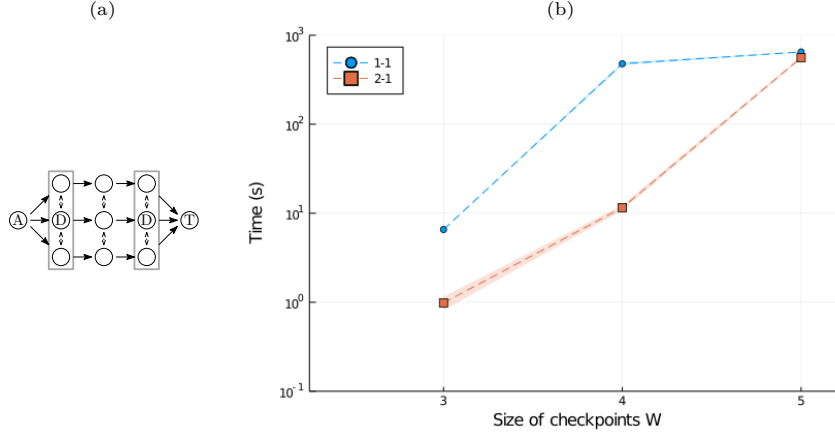 (a)
(b)
A
D
D
T
10^3
10^2
10^1
10^0
10^-1
Time (s)
1-1
2-1
3
4
5
Size of checkpoints W